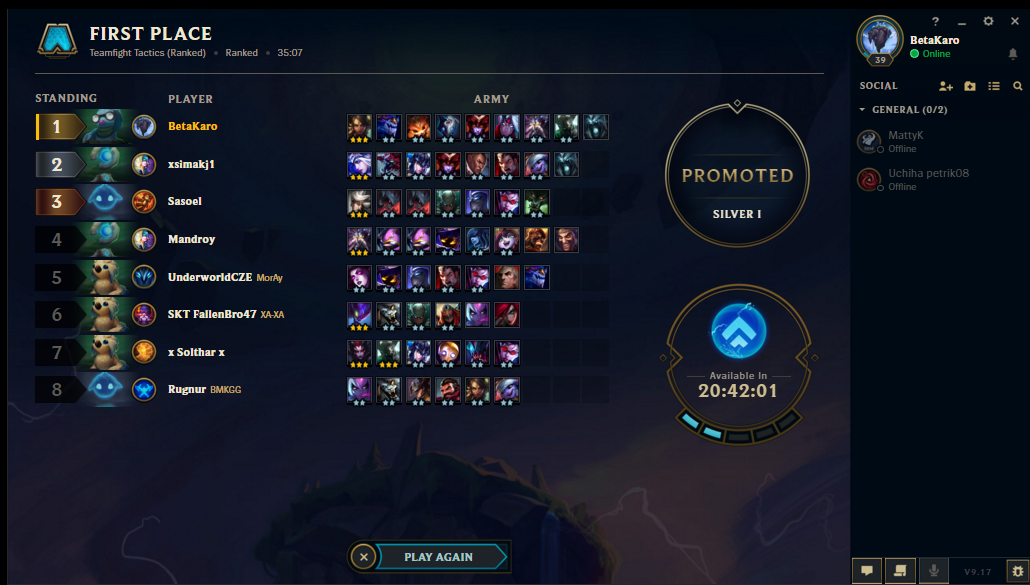 FIRST PLACE
Teamfight Tactics (Ranked) • Ranked • 35:07
STANDING PLAYER ARMY
1 BetaKaro
2 xsimakj1
3 Sasoel
4 Mandroy
5 UnderworldCZE MorAy
6 SKT FallenBro47 XA-XA
7 x Solthar x
8 Rugnur BMKGG
PROMOTED
SILVER I
Available In
20:42:01
PLAY AGAIN
39
BetaKaro
Online
SOCIAL
GENERAL (0/2)
MattyK
Offline
Uchiha petrik08
Offline
V9.17